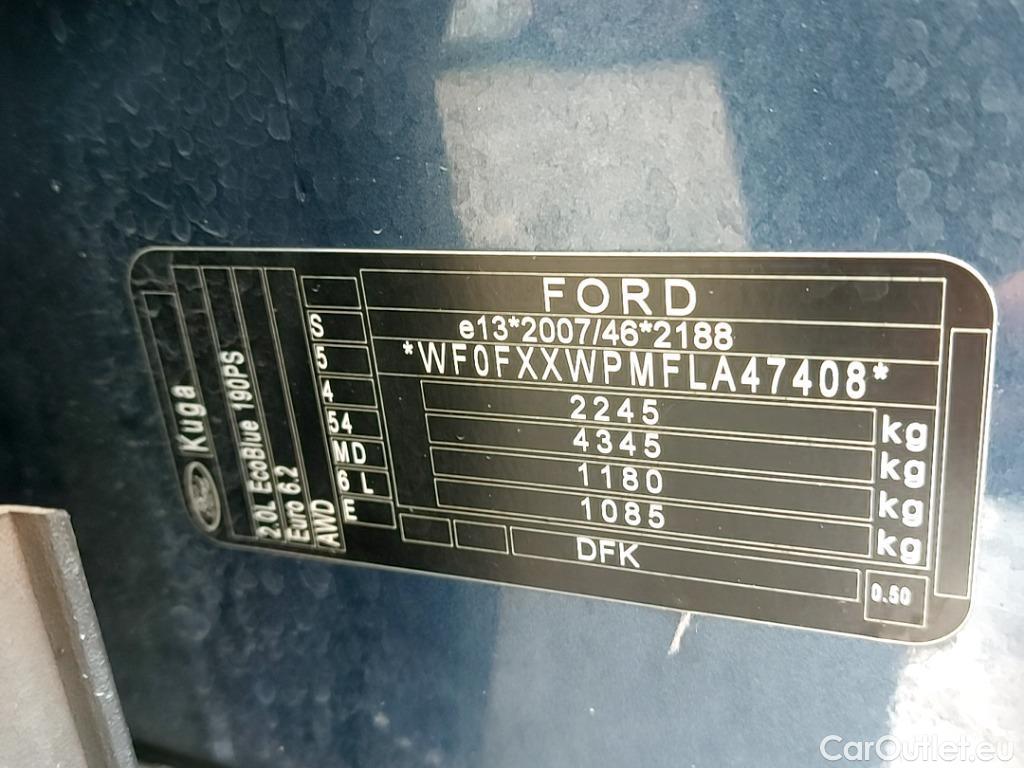 FORD
e13*2007/46*2188
*WF0FXXWPMFLA47408*
2245 kg
4345 kg
1180 kg
1085 kg
DFK
0.50
S
5
4
54
MD
6 L
E
Ford Kuga
2.0L EcoBlue 190PS
Euro 6.2
AWD
CarOutlet.eu